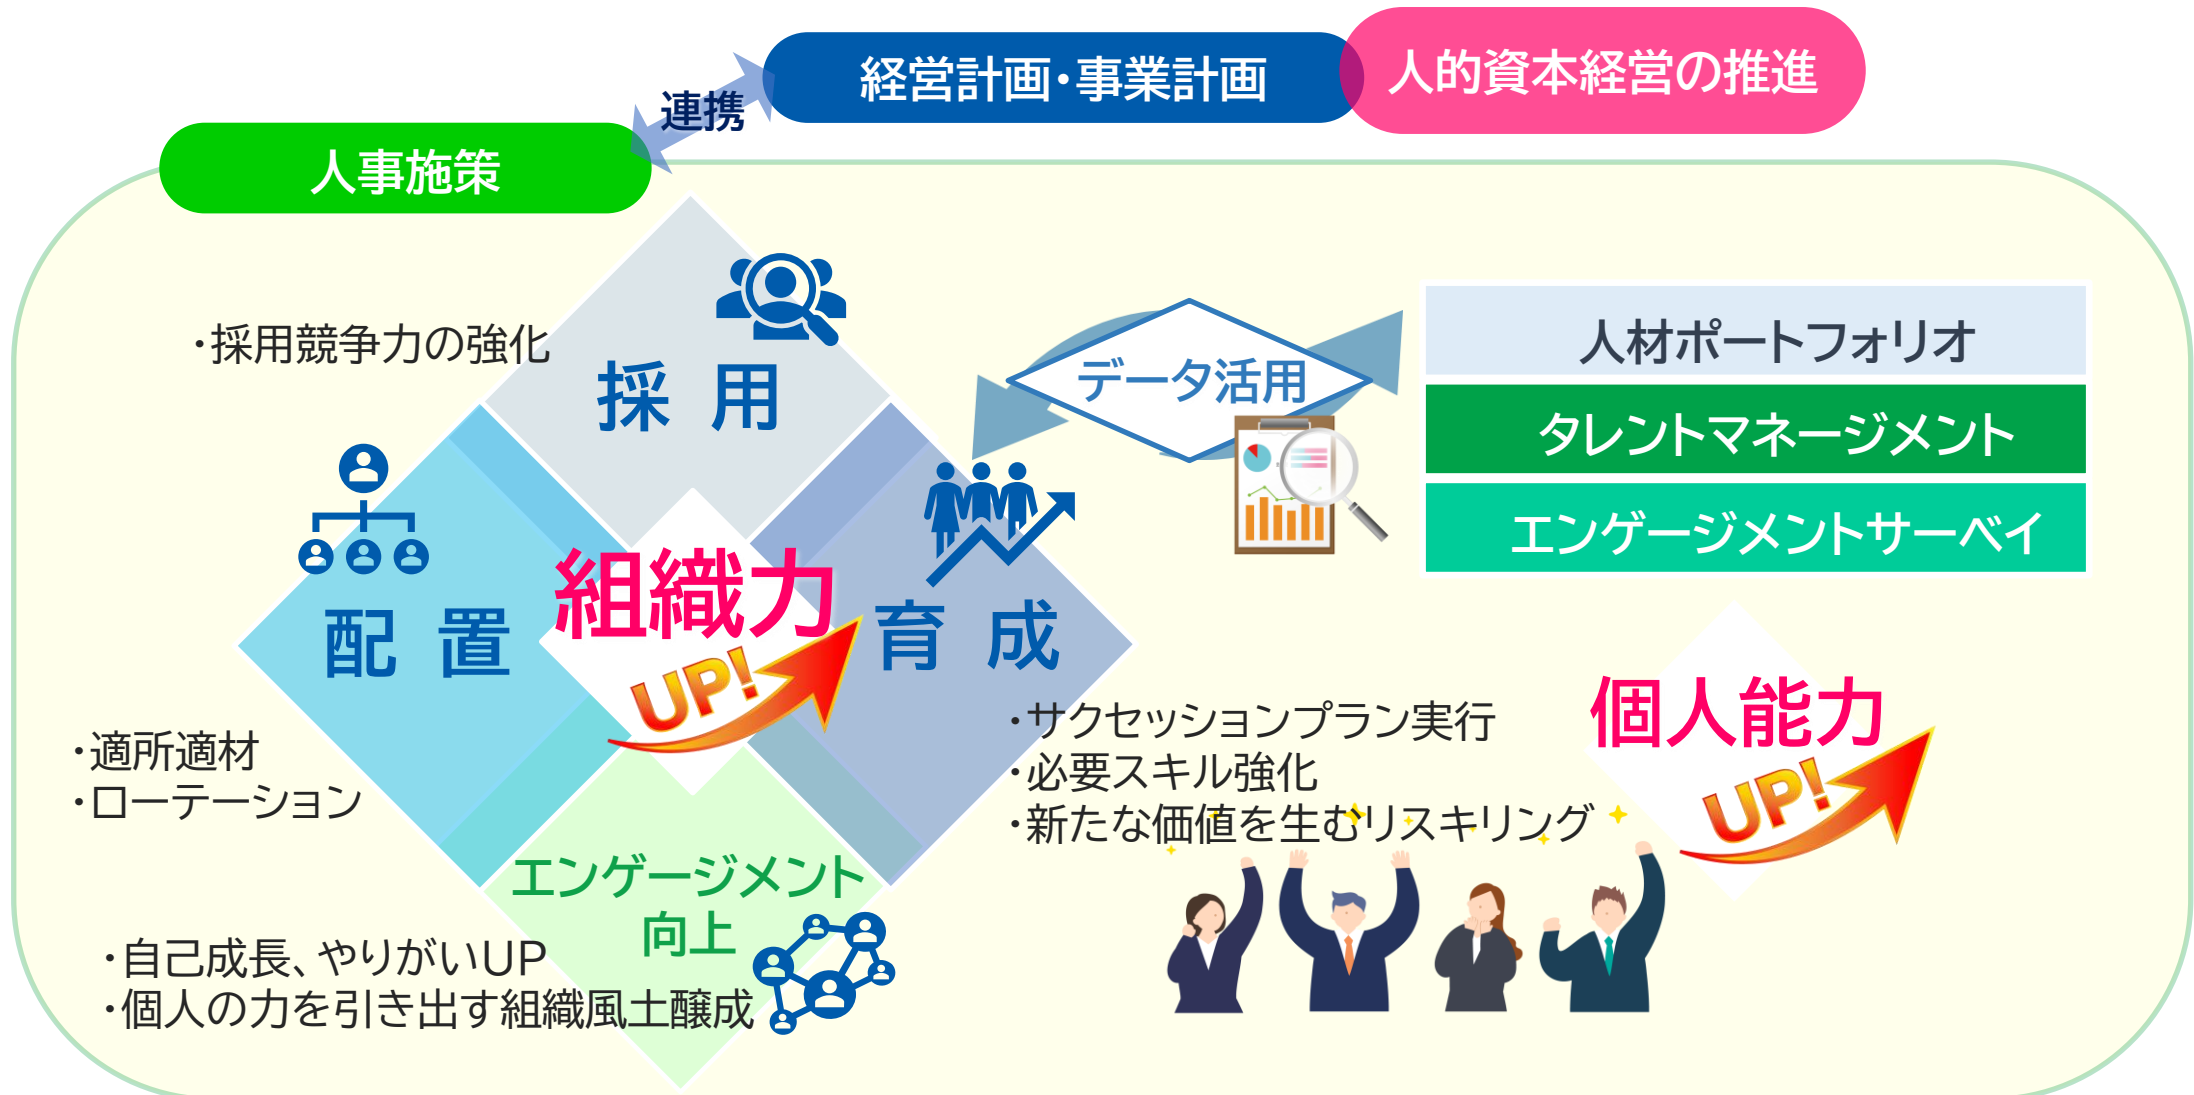 経営計画・事業計画
人的資本経営の推進
連携
人事施策
・採用競争力の強化
採 用
データ活用
人材ポートフォリオ
タレントマネージメント
エンゲージメントサーベイ
組織力
UP!
配 置
育 成
・適所適材
・ローテーション
・サクセッションプラン実行
・必要スキル強化
・新たな価値を生むリスキリング
個人能力
UP!
エンゲージメント
向上
・自己成長、やりがいUP
・個人の力を引き出す組織風土醸成